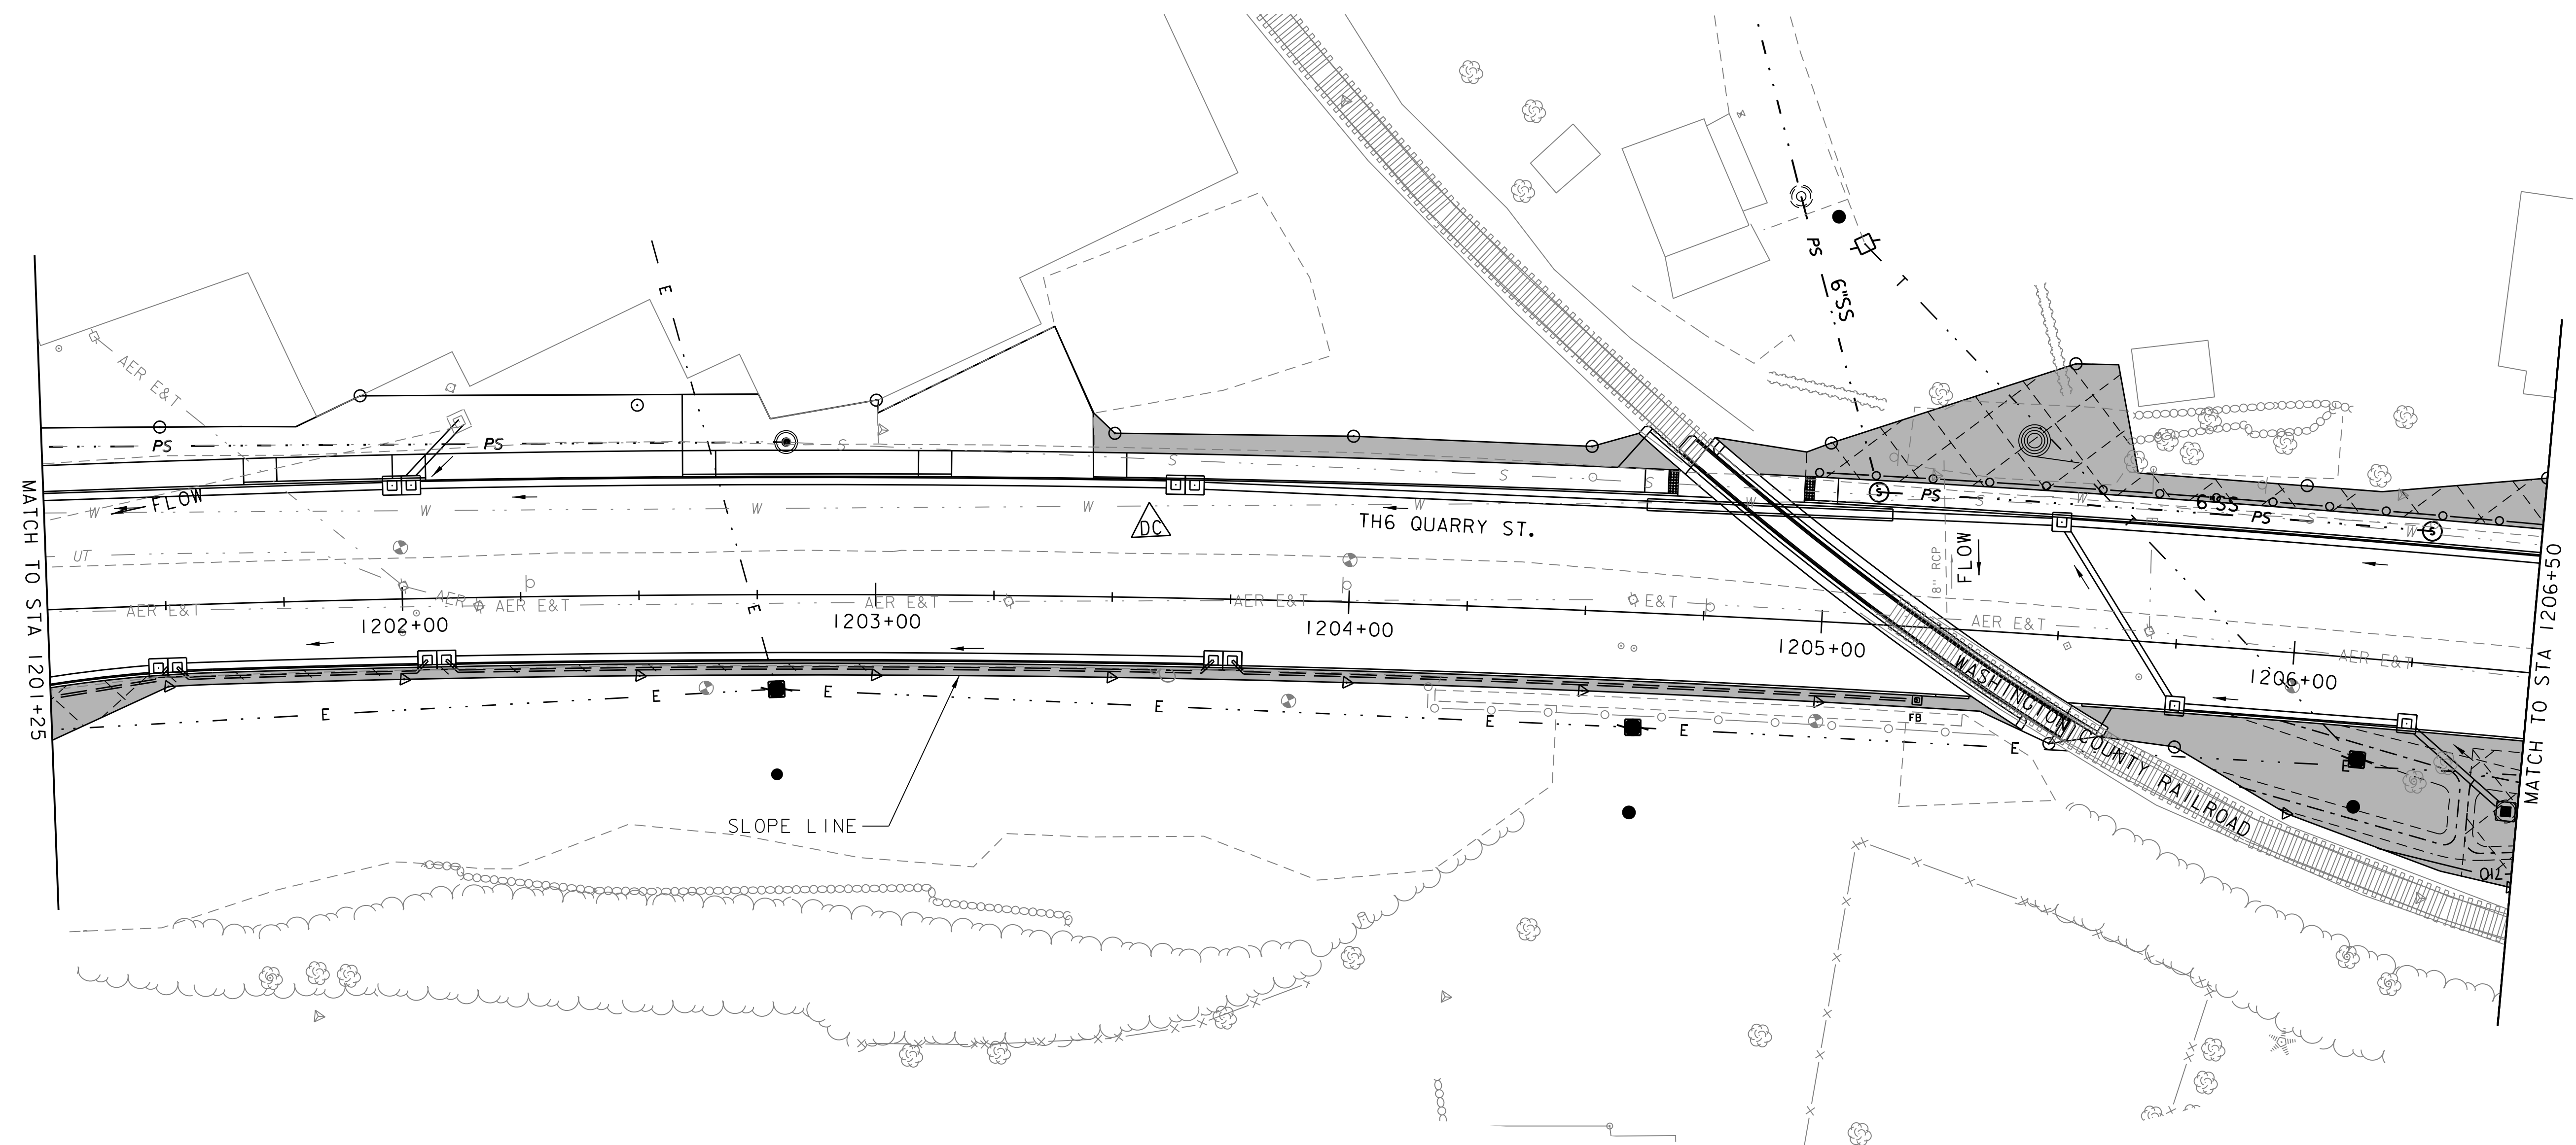 PS
6"SS
T
E
AER E&T
PS
PS
S
S
S
S
FLOW
W
W
W
W
W
W
DC
TH6 QUARRY ST.
S
PS
S
W
6"SS
PS
S
W
S
T
UT
8" RCP
FLOW
AER E&T
AER
AER E&T
E
AER E&T
AER E&T
E&T
AER E&T
AER E&T
1202+00
1203+00
1204+00
1205+00
1206+00
MATCH TO STA 1201+25
MATCH TO STA 1206+50
WASHINGTON COUNTY RAILROAD
E
E
E
E
E
E
FB
E
E
SLOPE LINE
710